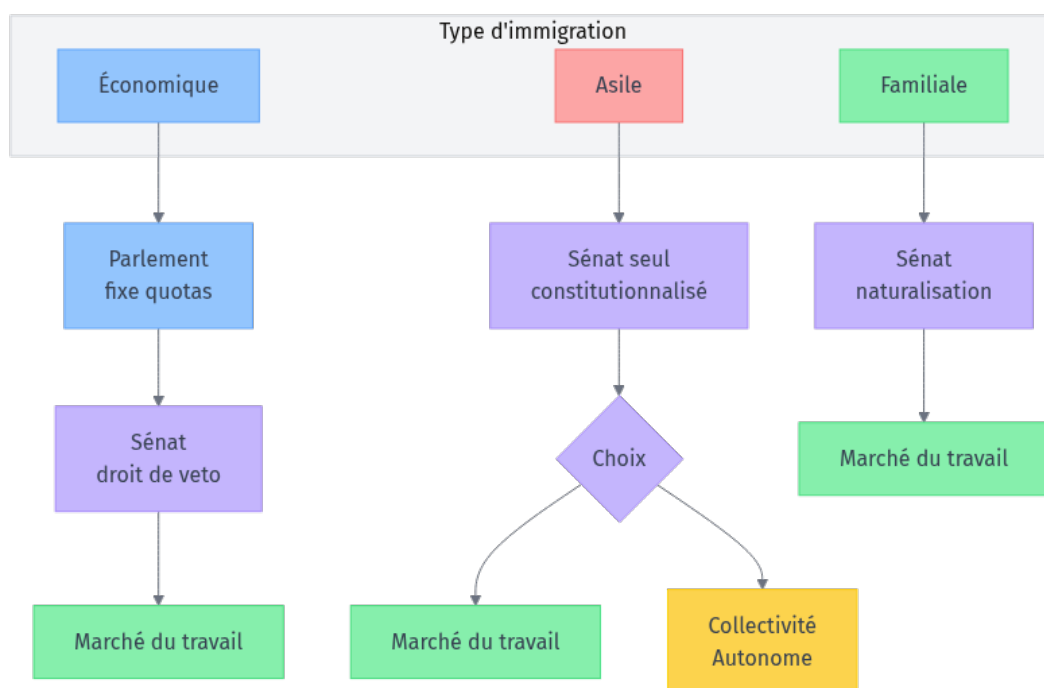 Type d'immigration
Économique
Asile
Familiale
Parlement
fixe quotas
Sénat seul
constitutionnalisé
Sénat
naturalisation
Sénat
droit de veto
Choix
Marché du travail
Marché du travail
Marché du travail
Collectivité
Autonome